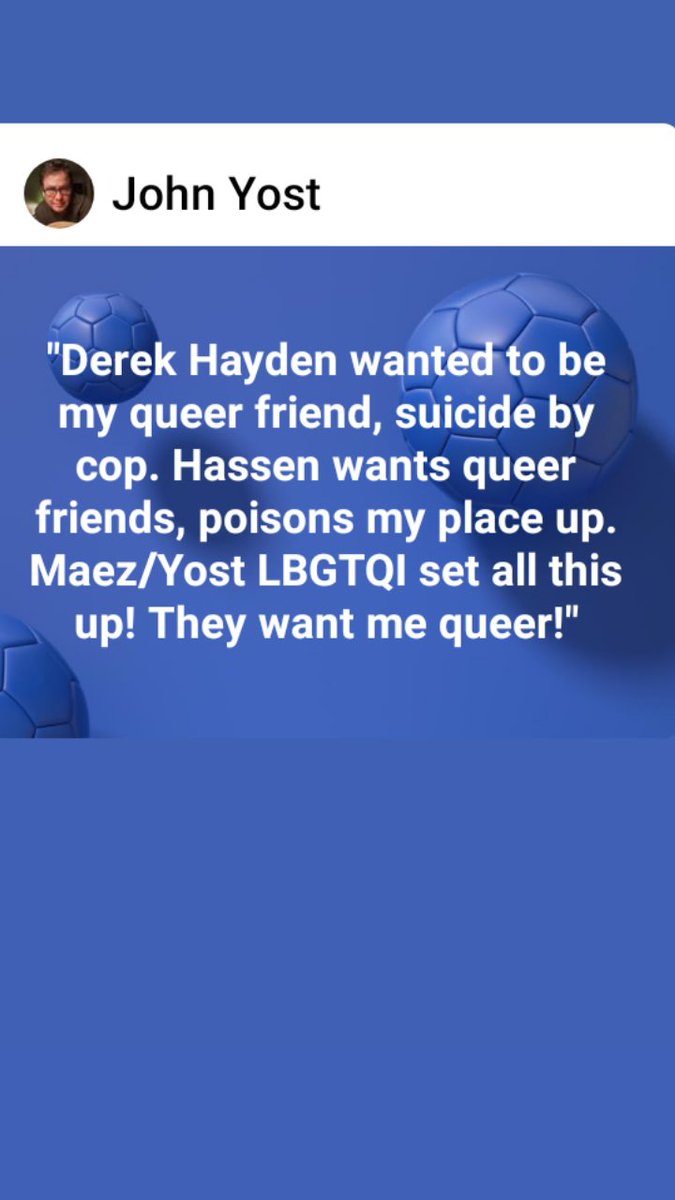 John Yost
"Derek Hayden wanted to be
my queer friend, suicide by
cop. Hassen wants queer
friends, poisons my place up.
Maez/Yost LBGTQI set all this
up! They want me queer!"